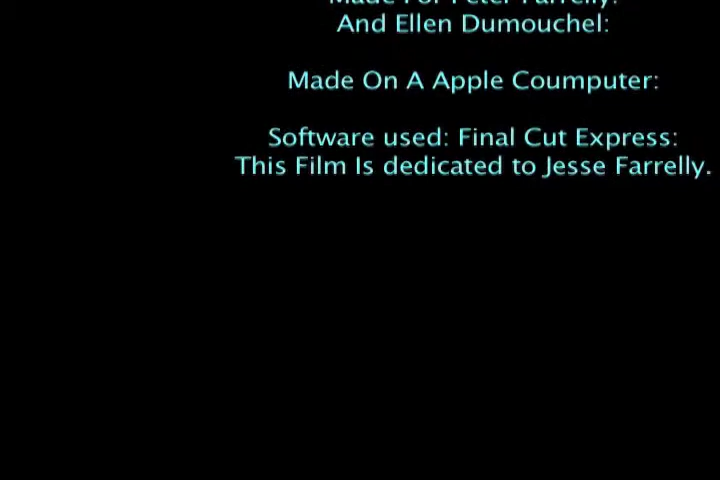 Made For Peter Farrelly:
And Ellen Dumouchel:
Made On A Apple Coumputer:
Software used: Final Cut Express:
This Film Is dedicated to Jesse Farrelly.